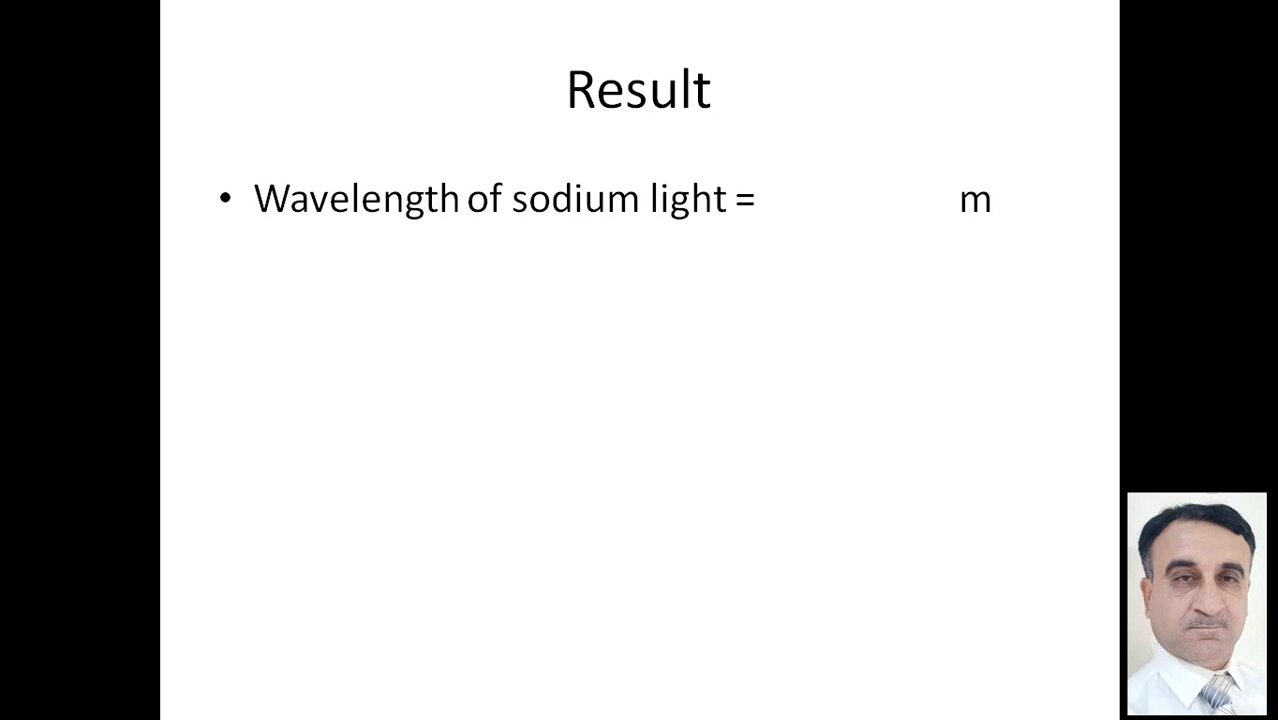 Result
• Wavelength of sodium light = m